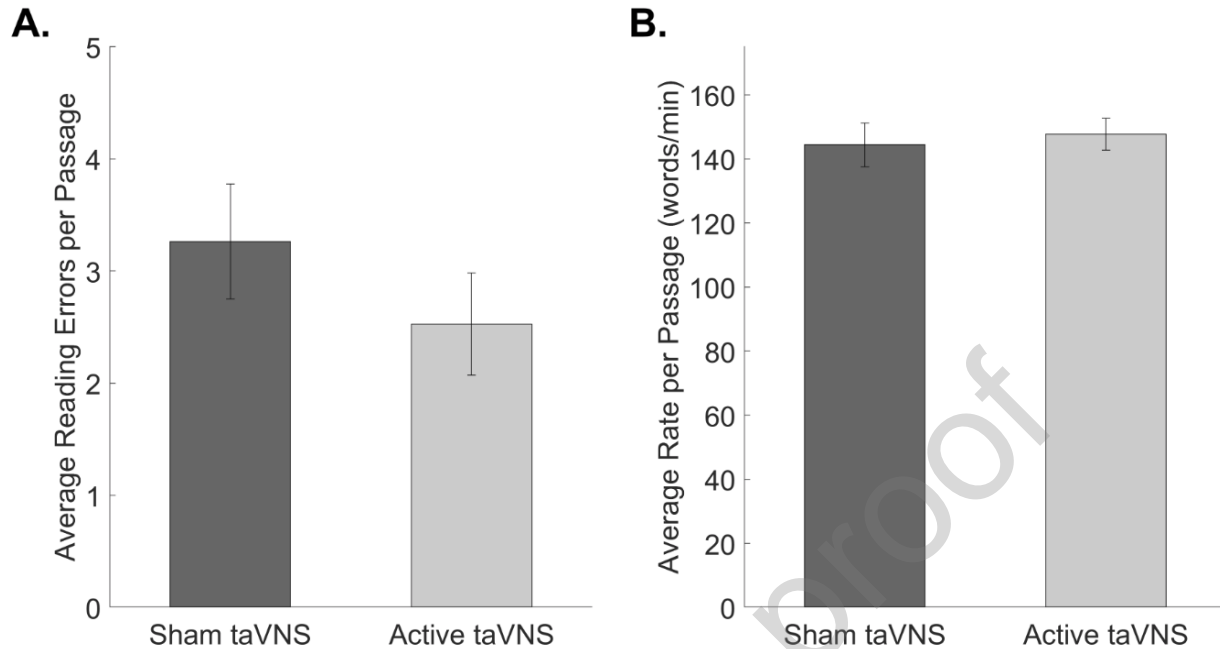 A.
Average Reading Errors per Passage
5
4
3
2
1
0
Sham taVNS Active taVNS
B.
Average Rate per Passage (words/min)
160
140
120
100
80
60
40
20
0
Sham taVNS Active taVNS
proof